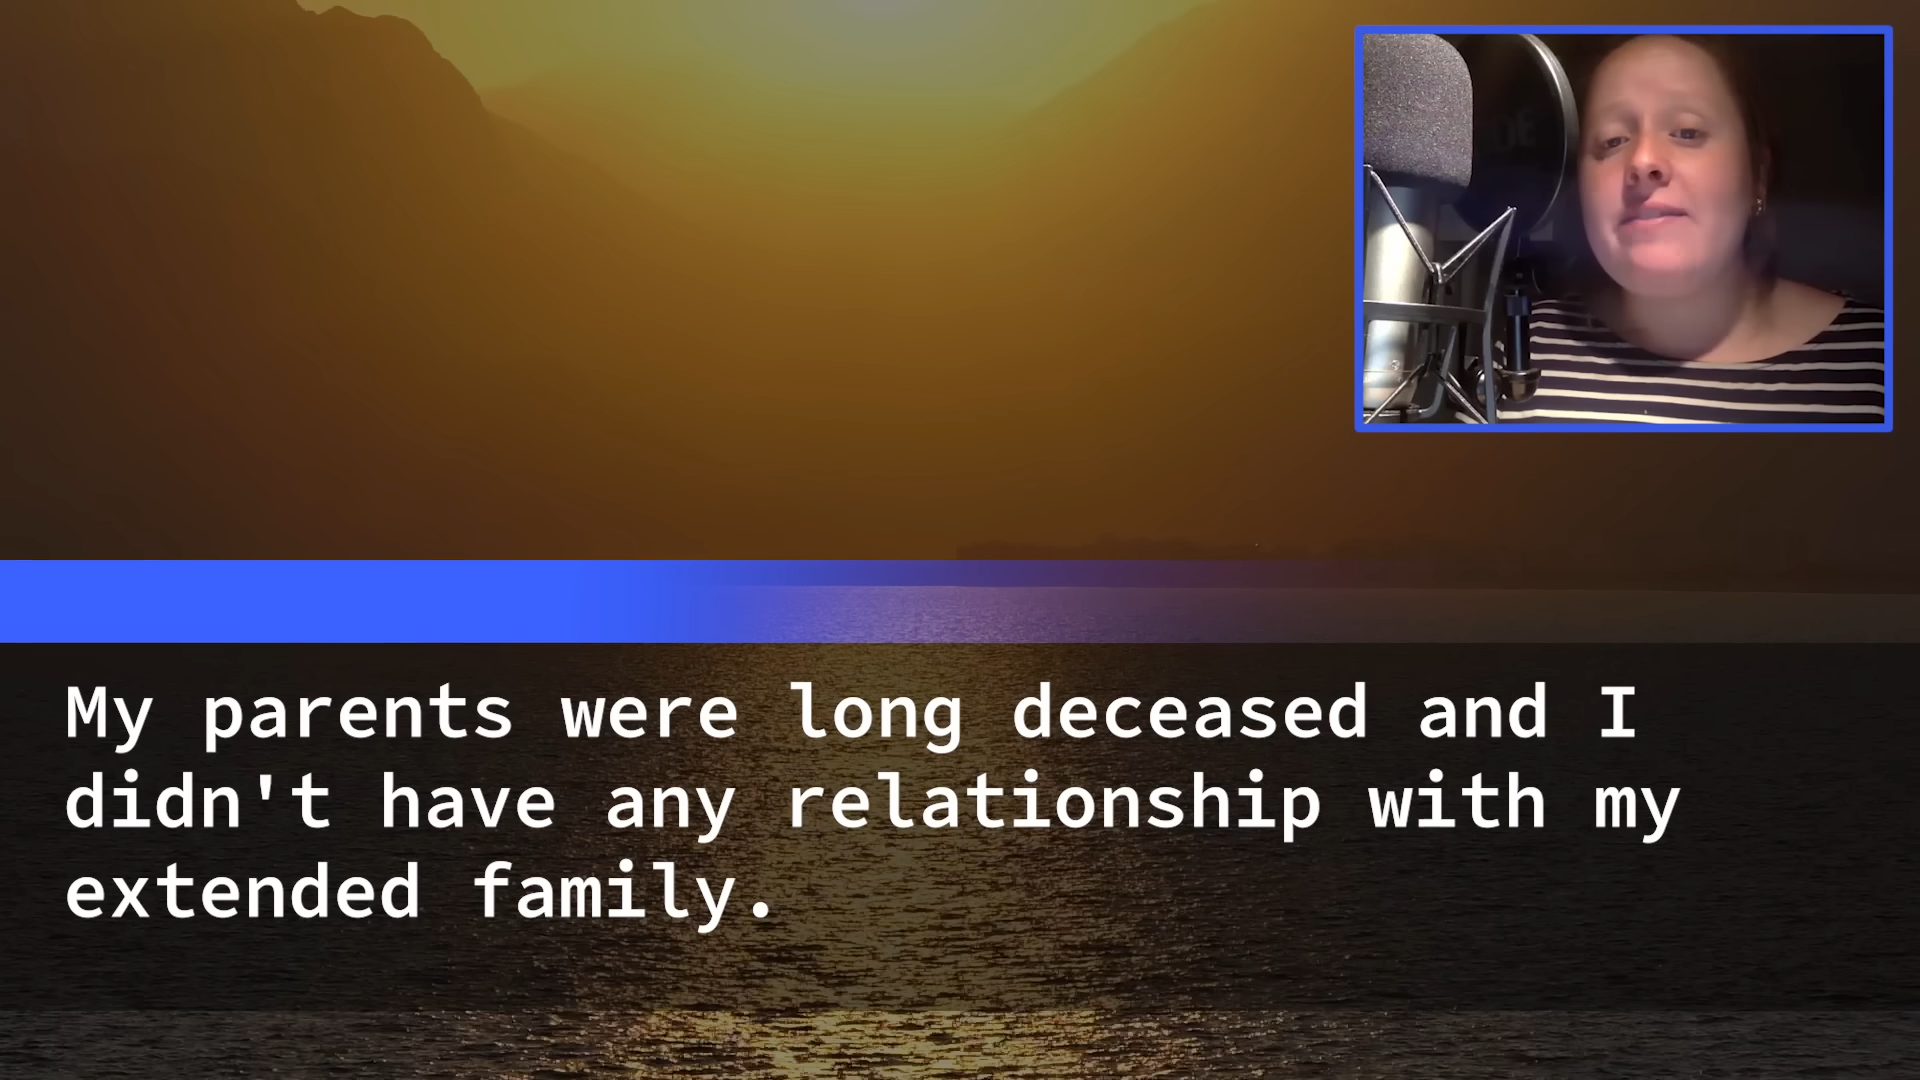 My parents were long deceased and I
didn't have any relationship with my
extended family.